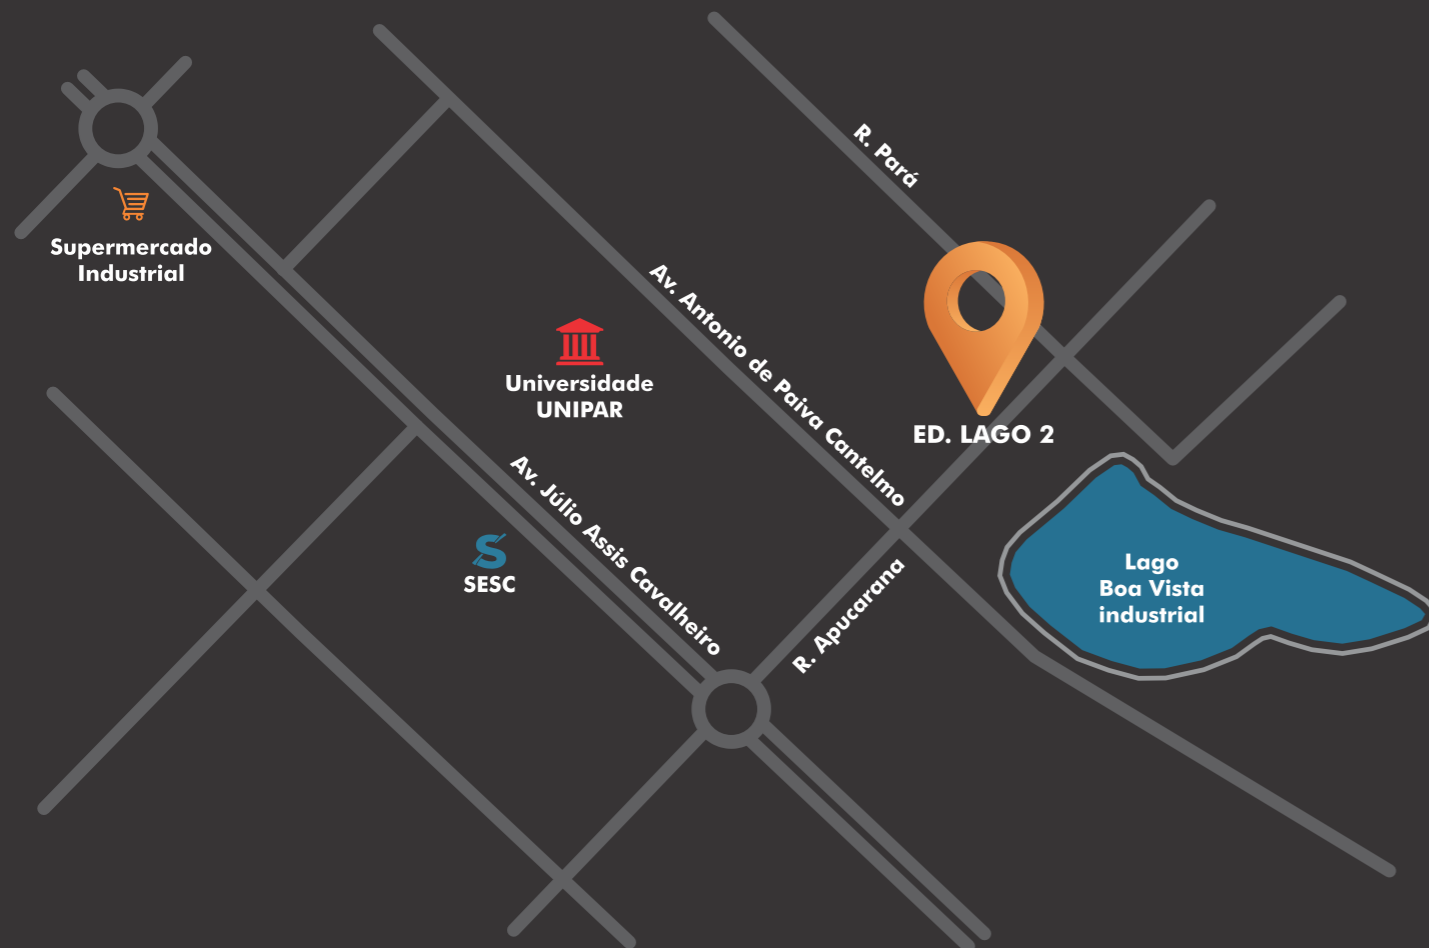 R. Pará
Supermercado
Industrial
Av. Antonio de Paiva Cantelmo
Universidade
UNIPAR
ED. LAGO 2
Av. Júlio Assis Cavalheiro
S
SESC
Lago
Boa Vista
industrial
R. Apucarana